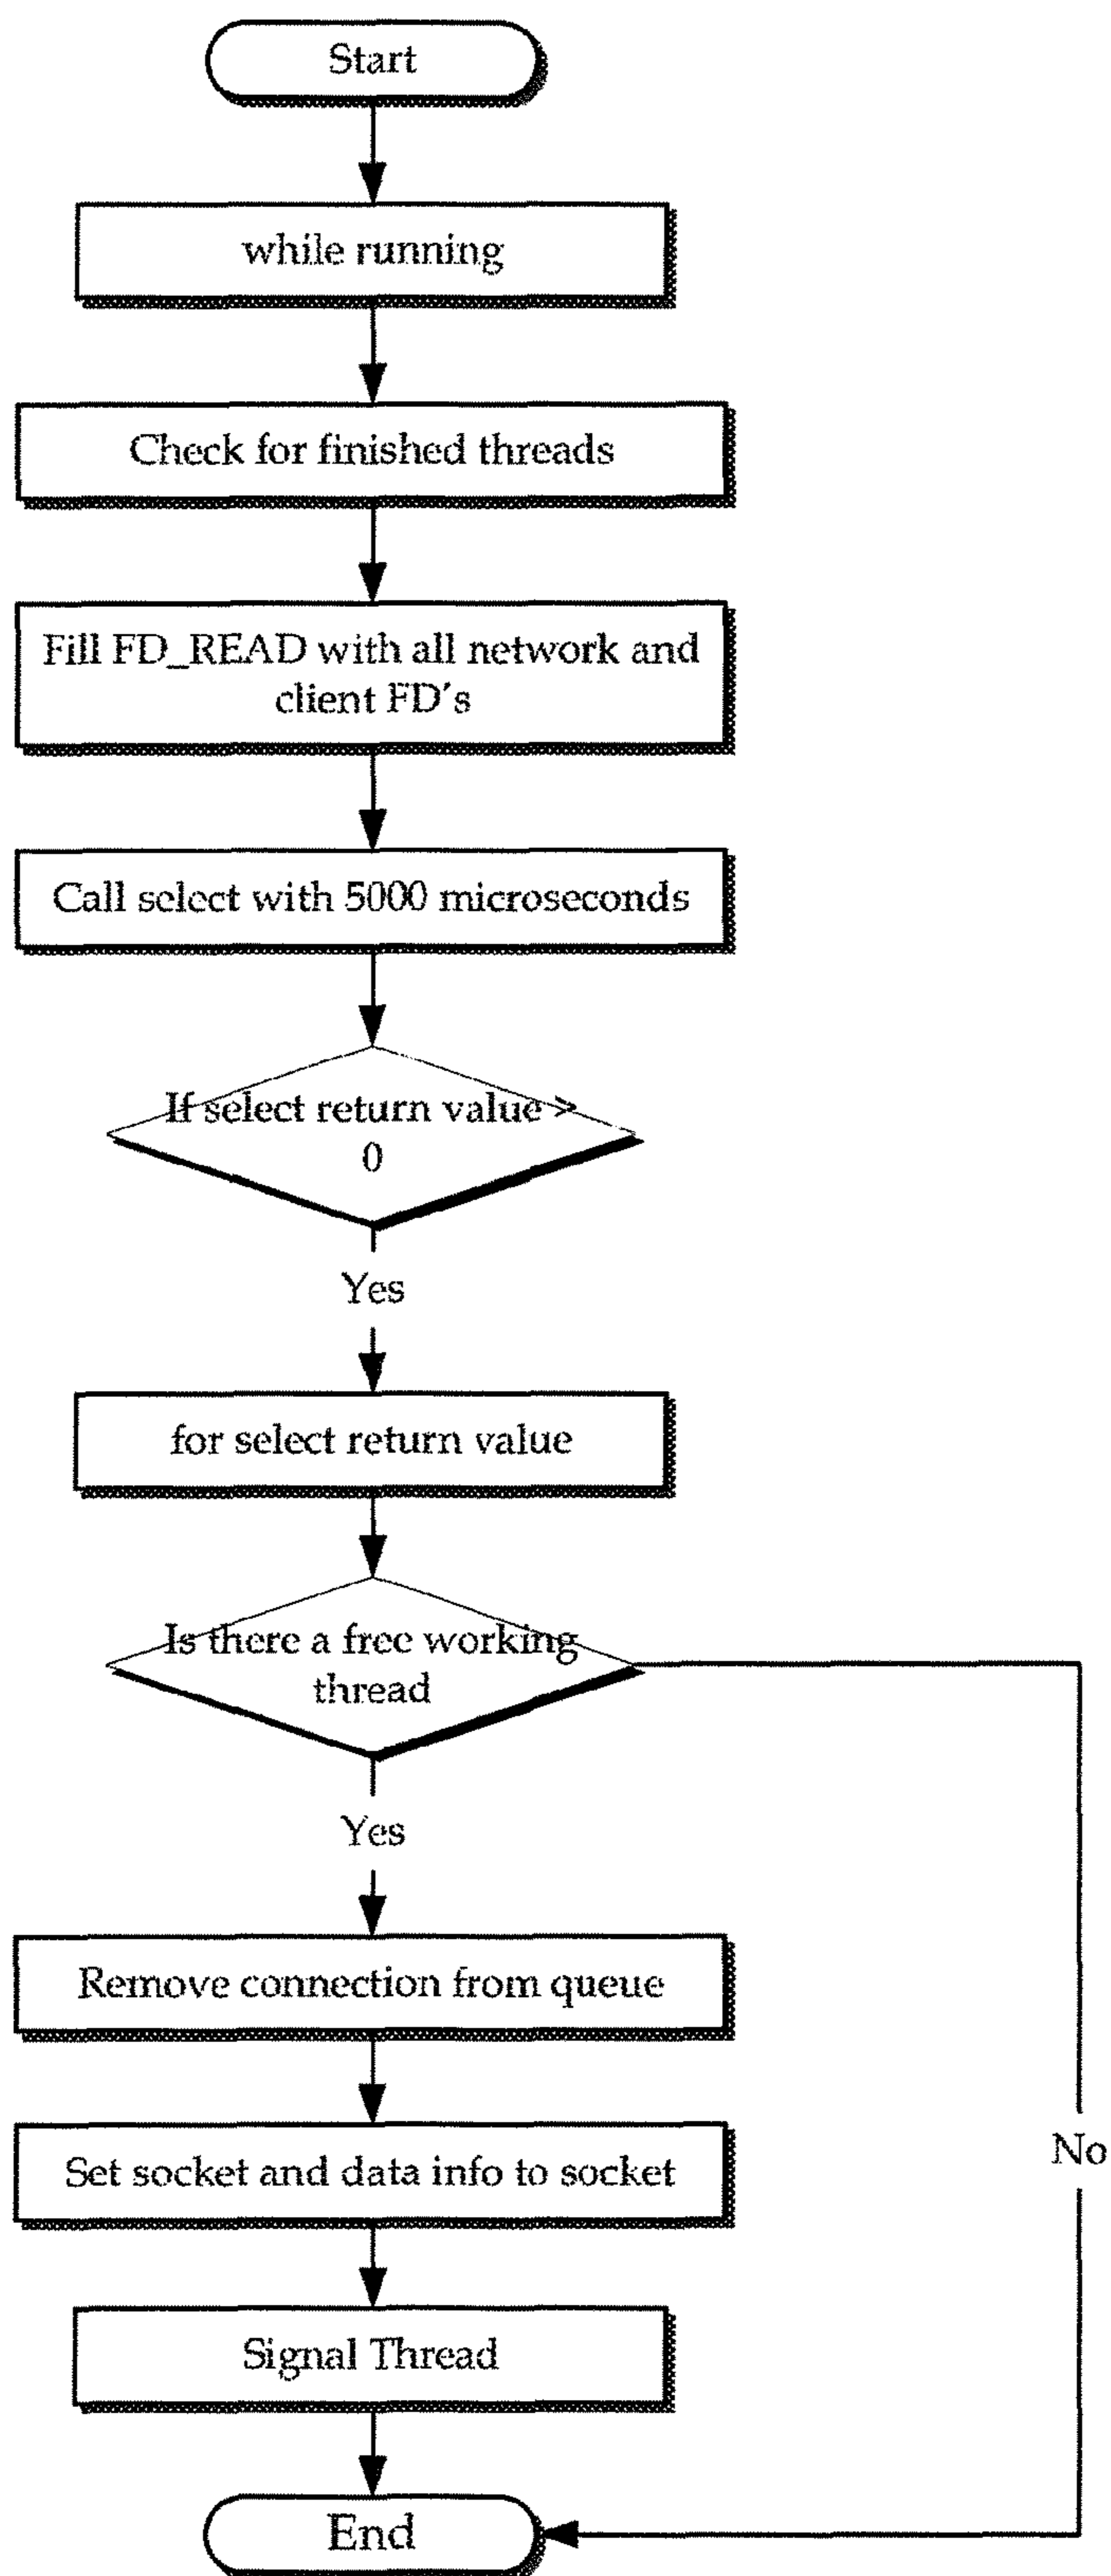 Start
while running
Check for finished threads
Fill FD_READ with all network and
client FD's
Call select with 5000 microseconds
If select return value >
0
Yes
for select return value
Is there a free working
thread
Yes
Remove connection from queue
Set socket and data info to socket
No
Signal Thread
End